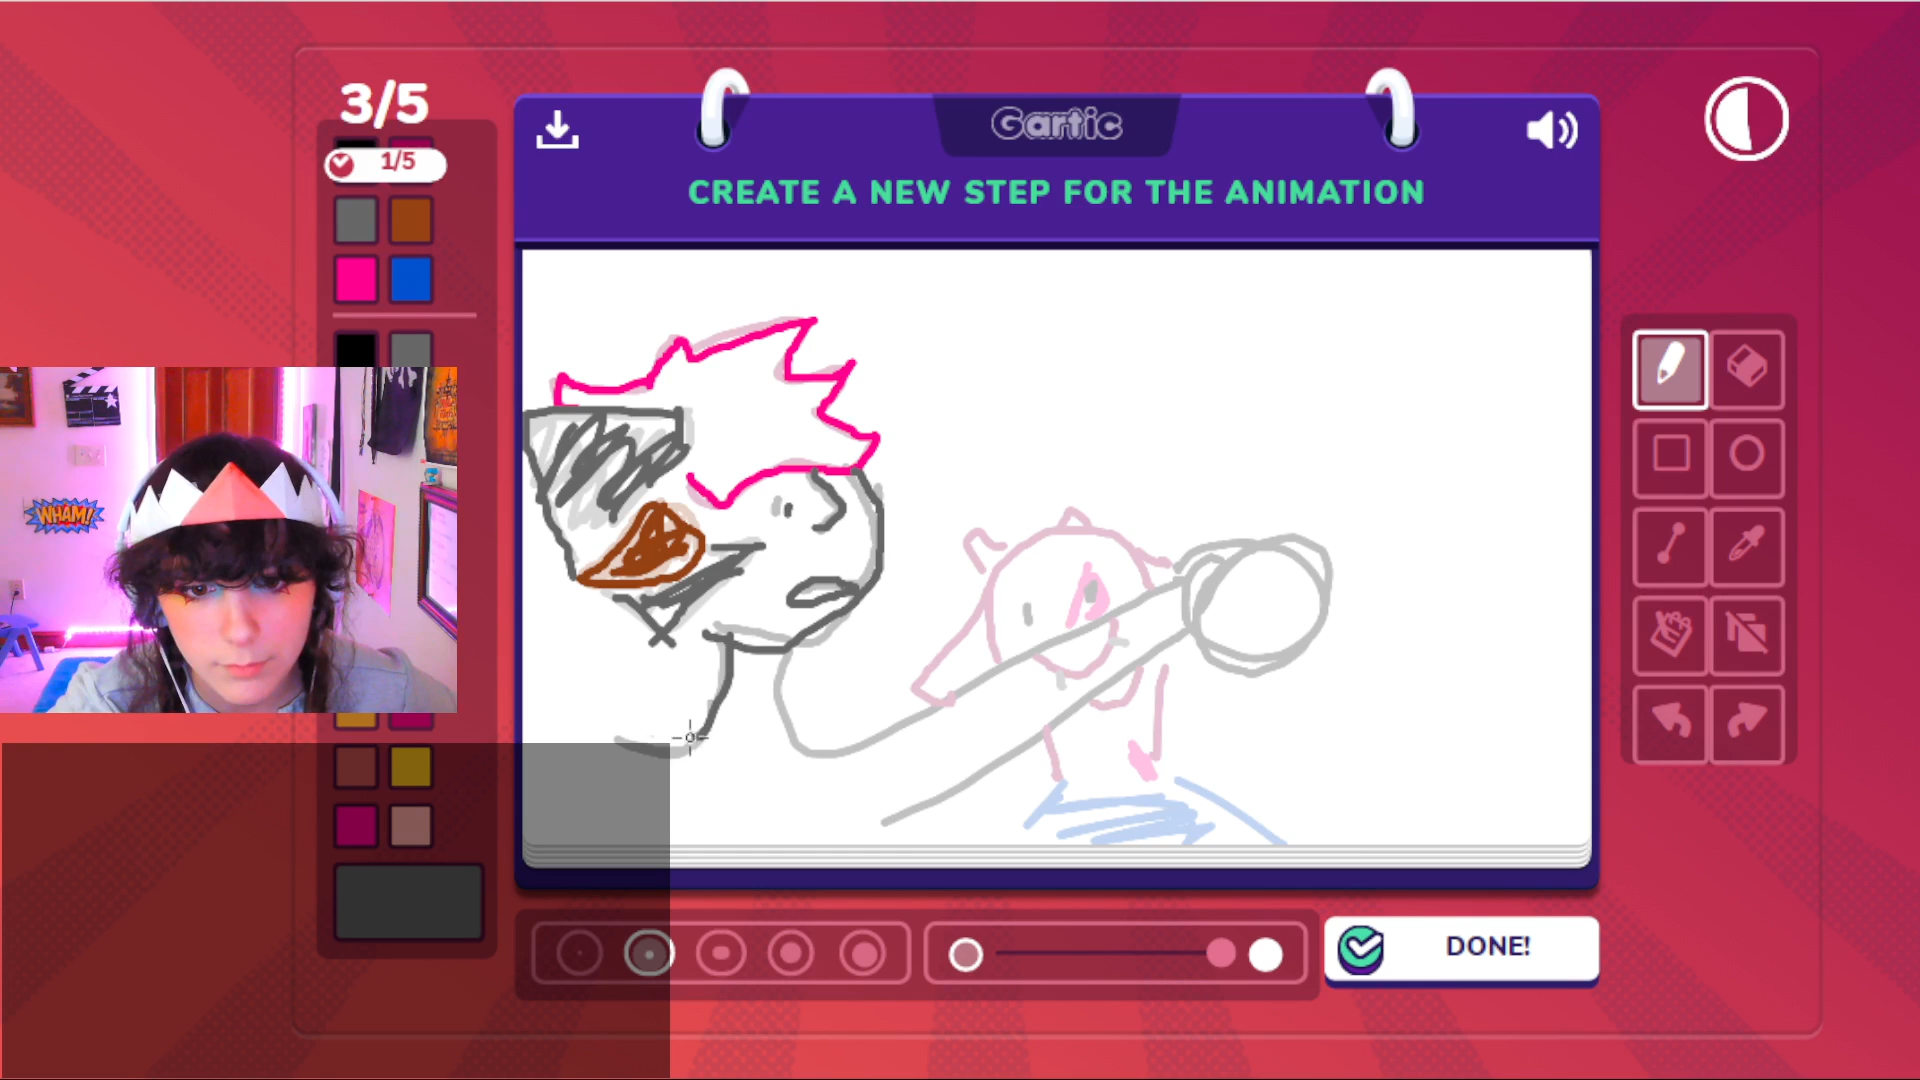 3/5
1/5
Gartic
CREATE A NEW STEP FOR THE ANIMATION
WHAM!
DONE!